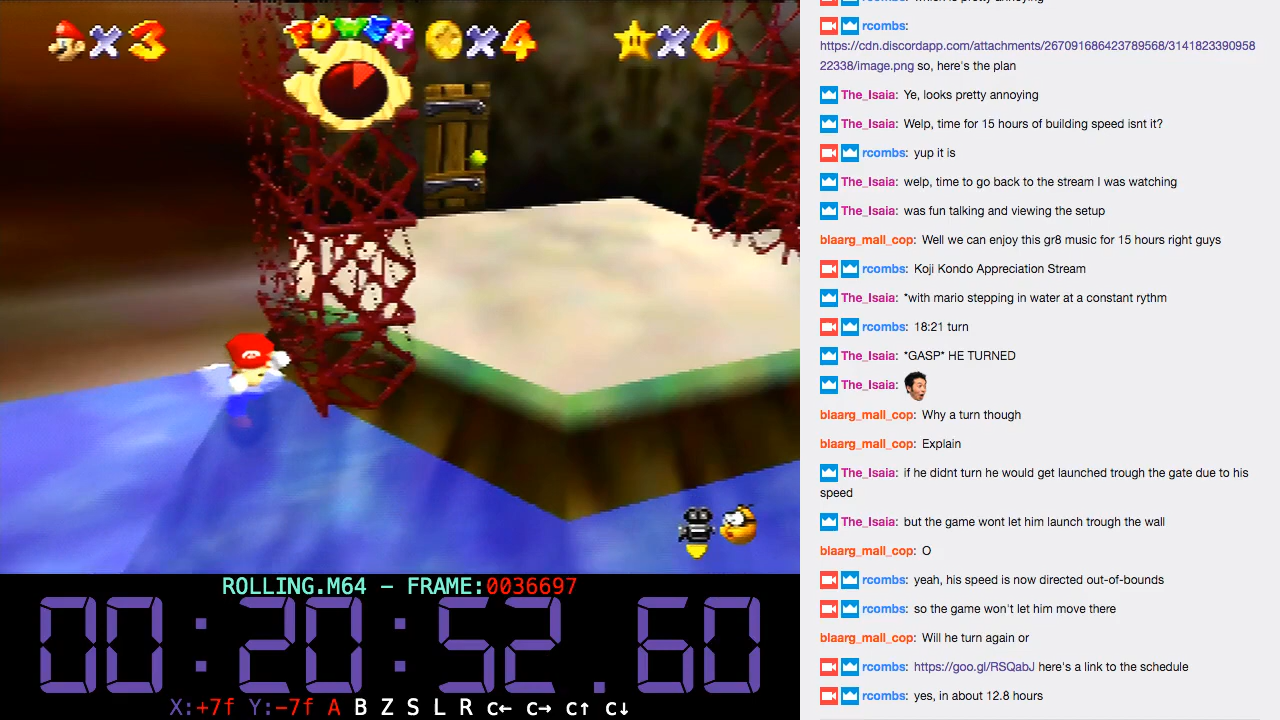 ×3
POWER
×4
×0
ROLLING.M64 – FRAME:0036697
00:20:52.60
X:+7f Y:-7f A B Z S L R C← C→ C↑ C↓
rcombs:
https://cdn.discordapp.com/attachments/267091686423789568/3141823390958
22338/image.png so, here's the plan
The_Isaia: Ye, looks pretty annoying
The_Isaia: Welp, time for 15 hours of building speed isnt it?
rcombs: yup it is
The_Isaia: welp, time to go back to the stream I was watching
The_Isaia: was fun talking and viewing the setup
blaarg_mall_cop: Well we can enjoy this gr8 music for 15 hours right guys
rcombs: Koji Kondo Appreciation Stream
The_Isaia: *with mario stepping in water at a constant rythm
rcombs: 18:21 turn
The_Isaia: *GASP* HE TURNED
The_Isaia:
blaarg_mall_cop: Why a turn though
blaarg_mall_cop: Explain
The_Isaia: if he didnt turn he would get launched trough the gate due to his
speed
The_Isaia: but the game wont let him launch trough the wall
blaarg_mall_cop: O
rcombs: yeah, his speed is now directed out-of-bounds
rcombs: so the game won't let him move there
blaarg_mall_cop: Will he turn again or
rcombs: https://goo.gl/RSQabJ here's a link to the schedule
rcombs: yes, in about 12.8 hours